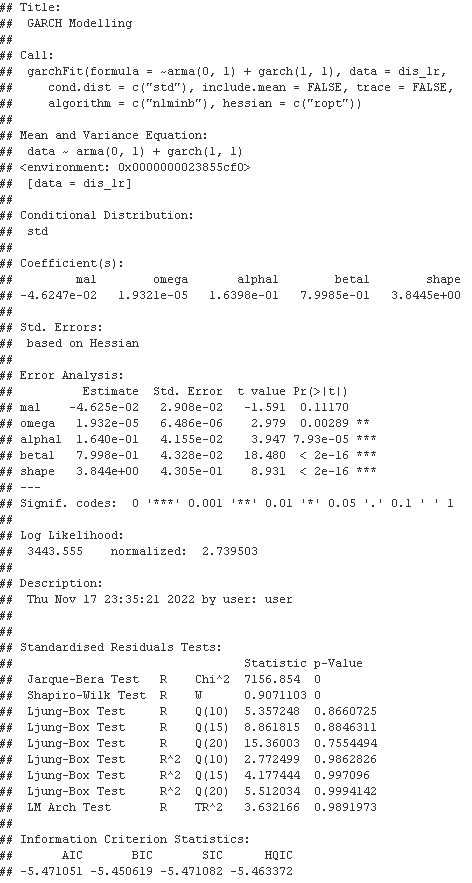 ## Title:
##  GARCH Modelling
##
## Call:
##  garchFit(formula = ~arma(0, 1) + garch(1, 1), data = dis_lr,
##     cond.dist = c("std"), include.mean = FALSE, trace = FALSE,
##     algorithm = c("nlminb"), hessian = c("ropt"))
##
## Mean and Variance Equation:
##  data ~ arma(0, 1) + garch(1, 1)
## <environment: 0x0000000023855cf0>
##  [data = dis_lr]
##
## Conditional Distribution:
##  std
##
## Coefficient(s):
##         ma1       omega      alpha1       beta1       shape
## -4.6247e-02  1.9321e-05  1.6398e-01  7.9985e-01  3.8445e+00
##
## Std. Errors:
##  based on Hessian
##
## Error Analysis:
##         Estimate  Std. Error  t value Pr(>|t|)
## ma1    -4.625e-02   2.908e-02   -1.591  0.11170
## omega   1.932e-05   6.486e-06    2.979  0.00289 **
## alpha1  1.640e-01   4.155e-02    3.947 7.93e-05 ***
## beta1   7.998e-01   4.328e-02   18.480  < 2e-16 ***
## shape   3.844e+00   4.305e-01    8.931  < 2e-16 ***
## ---
## Signif. codes:  0 '***' 0.001 '**' 0.01 '*' 0.05 '.' 0.1 ' ' 1
##
## Log Likelihood:
##  3443.555    normalized:  2.739503
##
## Description:
##  Thu Nov 17 23:35:21 2022 by user: user
##
##
## Standardised Residuals Tests:
##                                 Statistic p-Value
##  Jarque-Bera Test   R    Chi^2  7156.854  0
##  Shapiro-Wilk Test  R    W      0.9071103 0
##  Ljung-Box Test     R    Q(10)  5.357248  0.8660725
##  Ljung-Box Test     R    Q(15)  8.861815  0.8846311
##  Ljung-Box Test     R    Q(20)  15.36003  0.7554494
##  Ljung-Box Test     R^2  Q(10)  2.772499  0.9862826
##  Ljung-Box Test     R^2  Q(15)  4.177444  0.997096
##  Ljung-Box Test     R^2  Q(20)  5.512034  0.9994142
##  LM Arch Test       R    TR^2   3.632166  0.9891973
##
## Information Criterion Statistics:
##       AIC       BIC       SIC      HQIC
## -5.471051 -5.450619 -5.471082 -5.463372